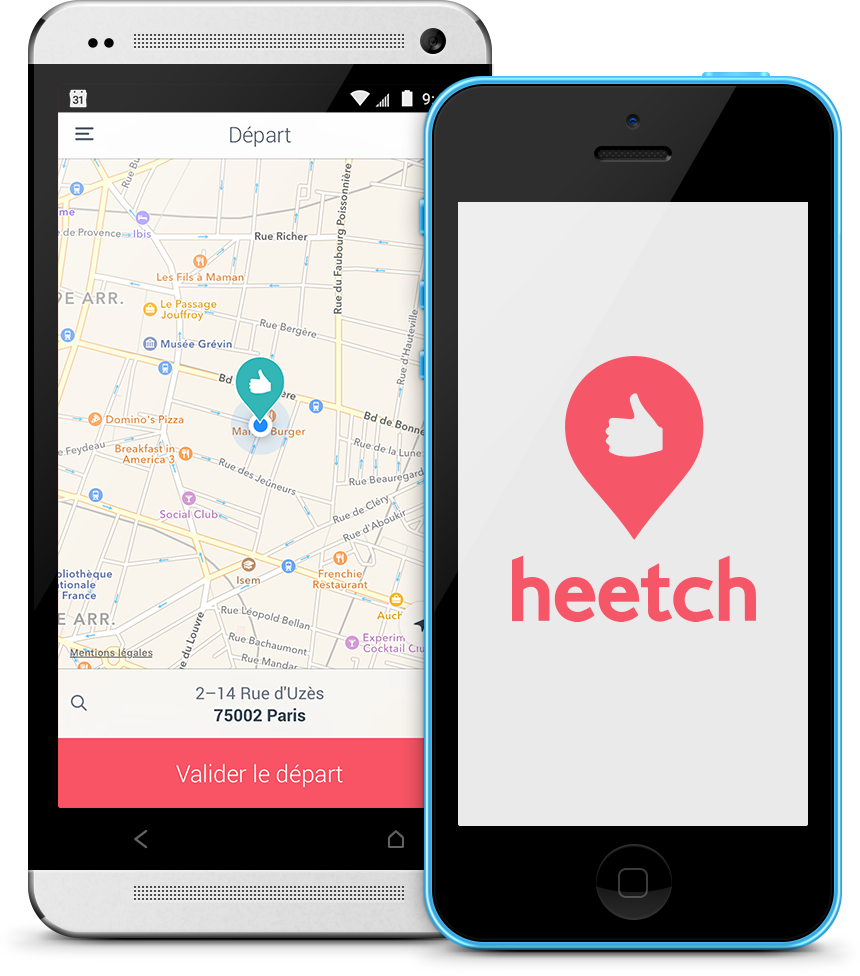 31
9:
Départ
Rue Bu
Rue du Faubourg Poissonnière
me
Ibis
de Provence
Rue Richer
Les Fils à Maman
9E ARR.
Le Passage
Jouffroy
Rue d'Hauteville
Rue Bergère
Musée Grévin
Bd
ère
Bd de Bonne
Domino's Pizza
Burger
Feydeau
Breakfast in
America 3
Rue de la Lune
Rue des Jeûneurs
Rue Beauregard
Social Club
Rue de Cléry
Rue d'Aboukir
bliothèque
ationale
France
Isem
Frenchie
Restaurant
Auch
E ARR.
Rue Léopold Bellan
du Louvre
Rue Bachaumont
Experim
Cocktail Clu
Mentions légales
Rue Mandar
2–14 Rue d'Uzès
75002 Paris
Valider le départ
heetch